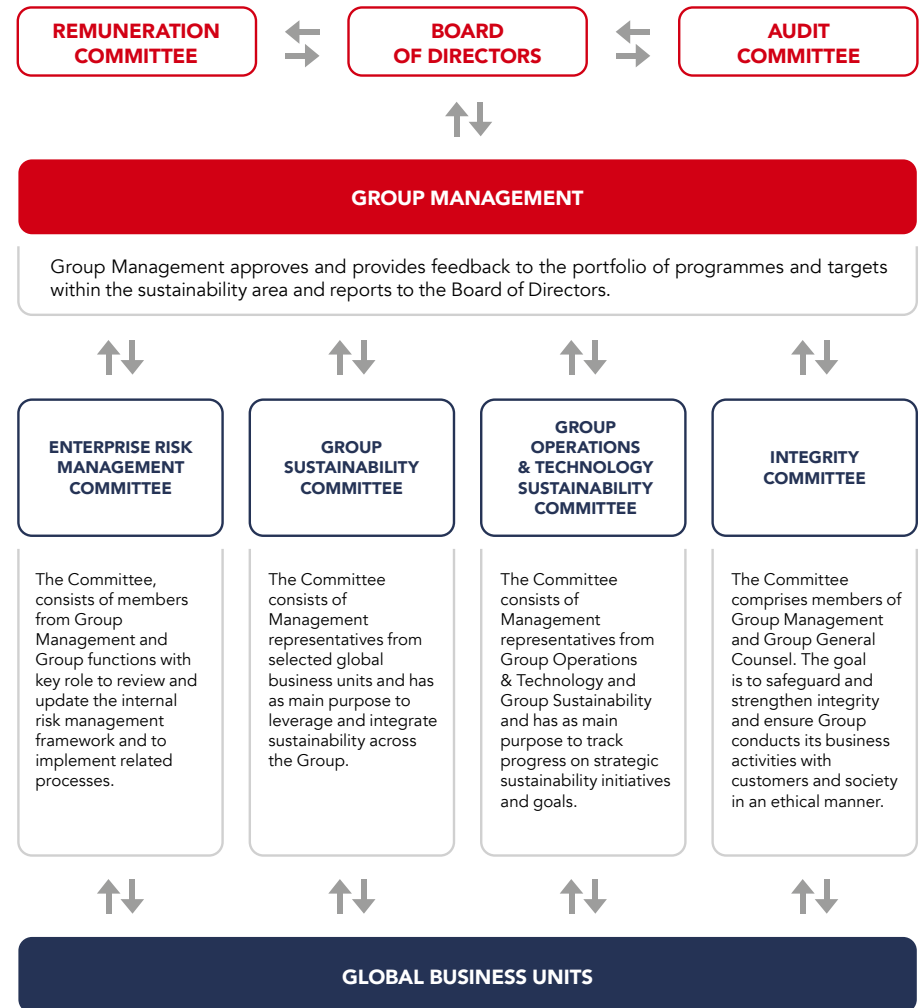 REMUNERATION
COMMITTEE
BOARD
OF DIRECTORS
AUDIT
COMMITTEE
GROUP MANAGEMENT
Group Management approves and provides feedback to the portfolio of programmes and targets
within the sustainability area and reports to the Board of Directors.
ENTERPRISE RISK
MANAGEMENT
COMMITTEE
GROUP
SUSTAINABILITY
COMMITTEE
GROUP
OPERATIONS
& TECHNOLOGY
SUSTAINABILITY
COMMITTEE
INTEGRITY
COMMITTEE
The Committee,
consists of members
from Group
Management and
Group functions with
key role to review and
update the internal
risk management
framework and to
implement related
processes.
The Committee
consists of
Management
representatives from
selected global
business units and has
as main purpose to
leverage and integrate
sustainability across
the Group.
The Committee
consists of
Management
representatives from
Group Operations
& Technology and
Group Sustainability
and has as main
purpose to track
progress on strategic
sustainability initiatives
and goals.
The Committee
comprises members of
Group Management
and Group General
Counsel. The goal
is to safeguard and
strengthen integrity
and ensure Group
conducts its business
activities with
customers and society
in an ethical manner.
GLOBAL BUSINESS UNITS